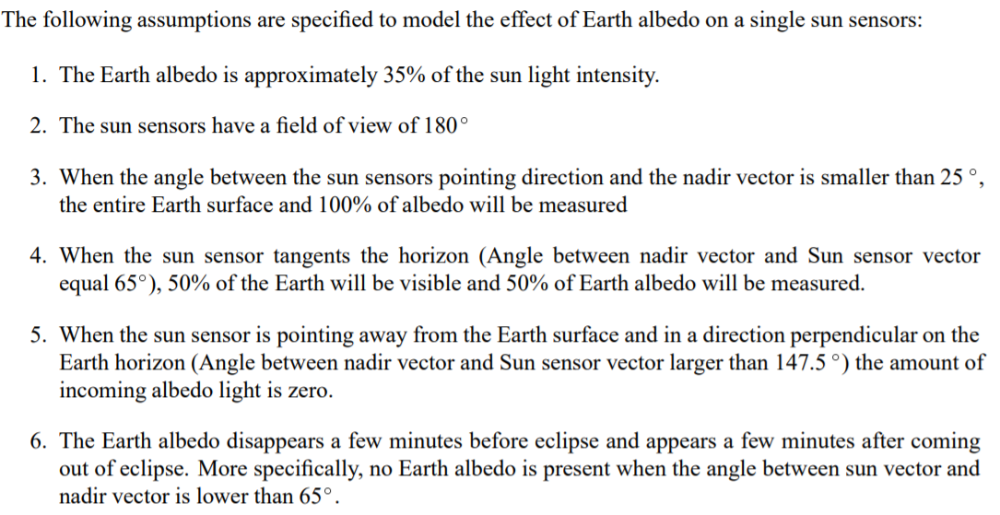 The following assumptions are specified to model the effect of Earth albedo on a single sun sensors:
1. The Earth albedo is approximately 35% of the sun light intensity.
2. The sun sensors have a field of view of 180°
3. When the angle between the sun sensors pointing direction and the nadir vector is smaller than 25 °,
the entire Earth surface and 100% of albedo will be measured
4. When the sun sensor tangents the horizon (Angle between nadir vector and Sun sensor vector
equal 65°), 50% of the Earth will be visible and 50% of Earth albedo will be measured.
5. When the sun sensor is pointing away from the Earth surface and in a direction perpendicular on the
Earth horizon (Angle between nadir vector and Sun sensor vector larger than 147.5 °) the amount of
incoming albedo light is zero.
6. The Earth albedo disappears a few minutes before eclipse and appears a few minutes after coming
out of eclipse. More specifically, no Earth albedo is present when the angle between sun vector and
nadir vector is lower than 65°.